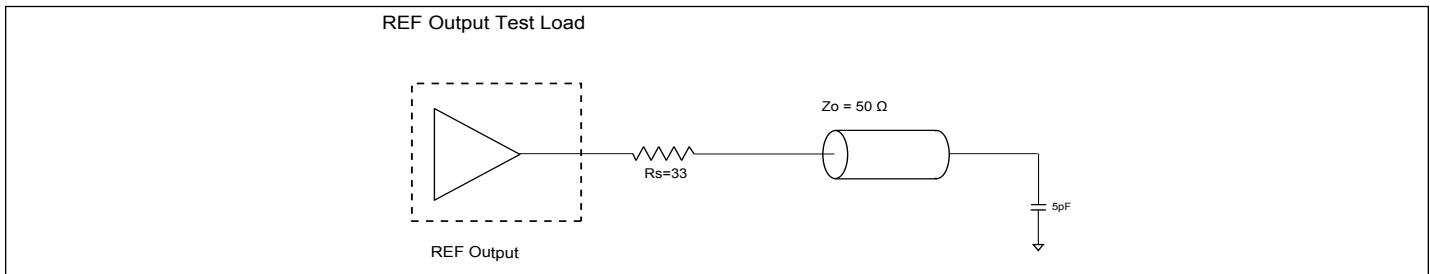 REF Output Test Load
Zo = 50 Ω
Rs=33
5pF
REF Output